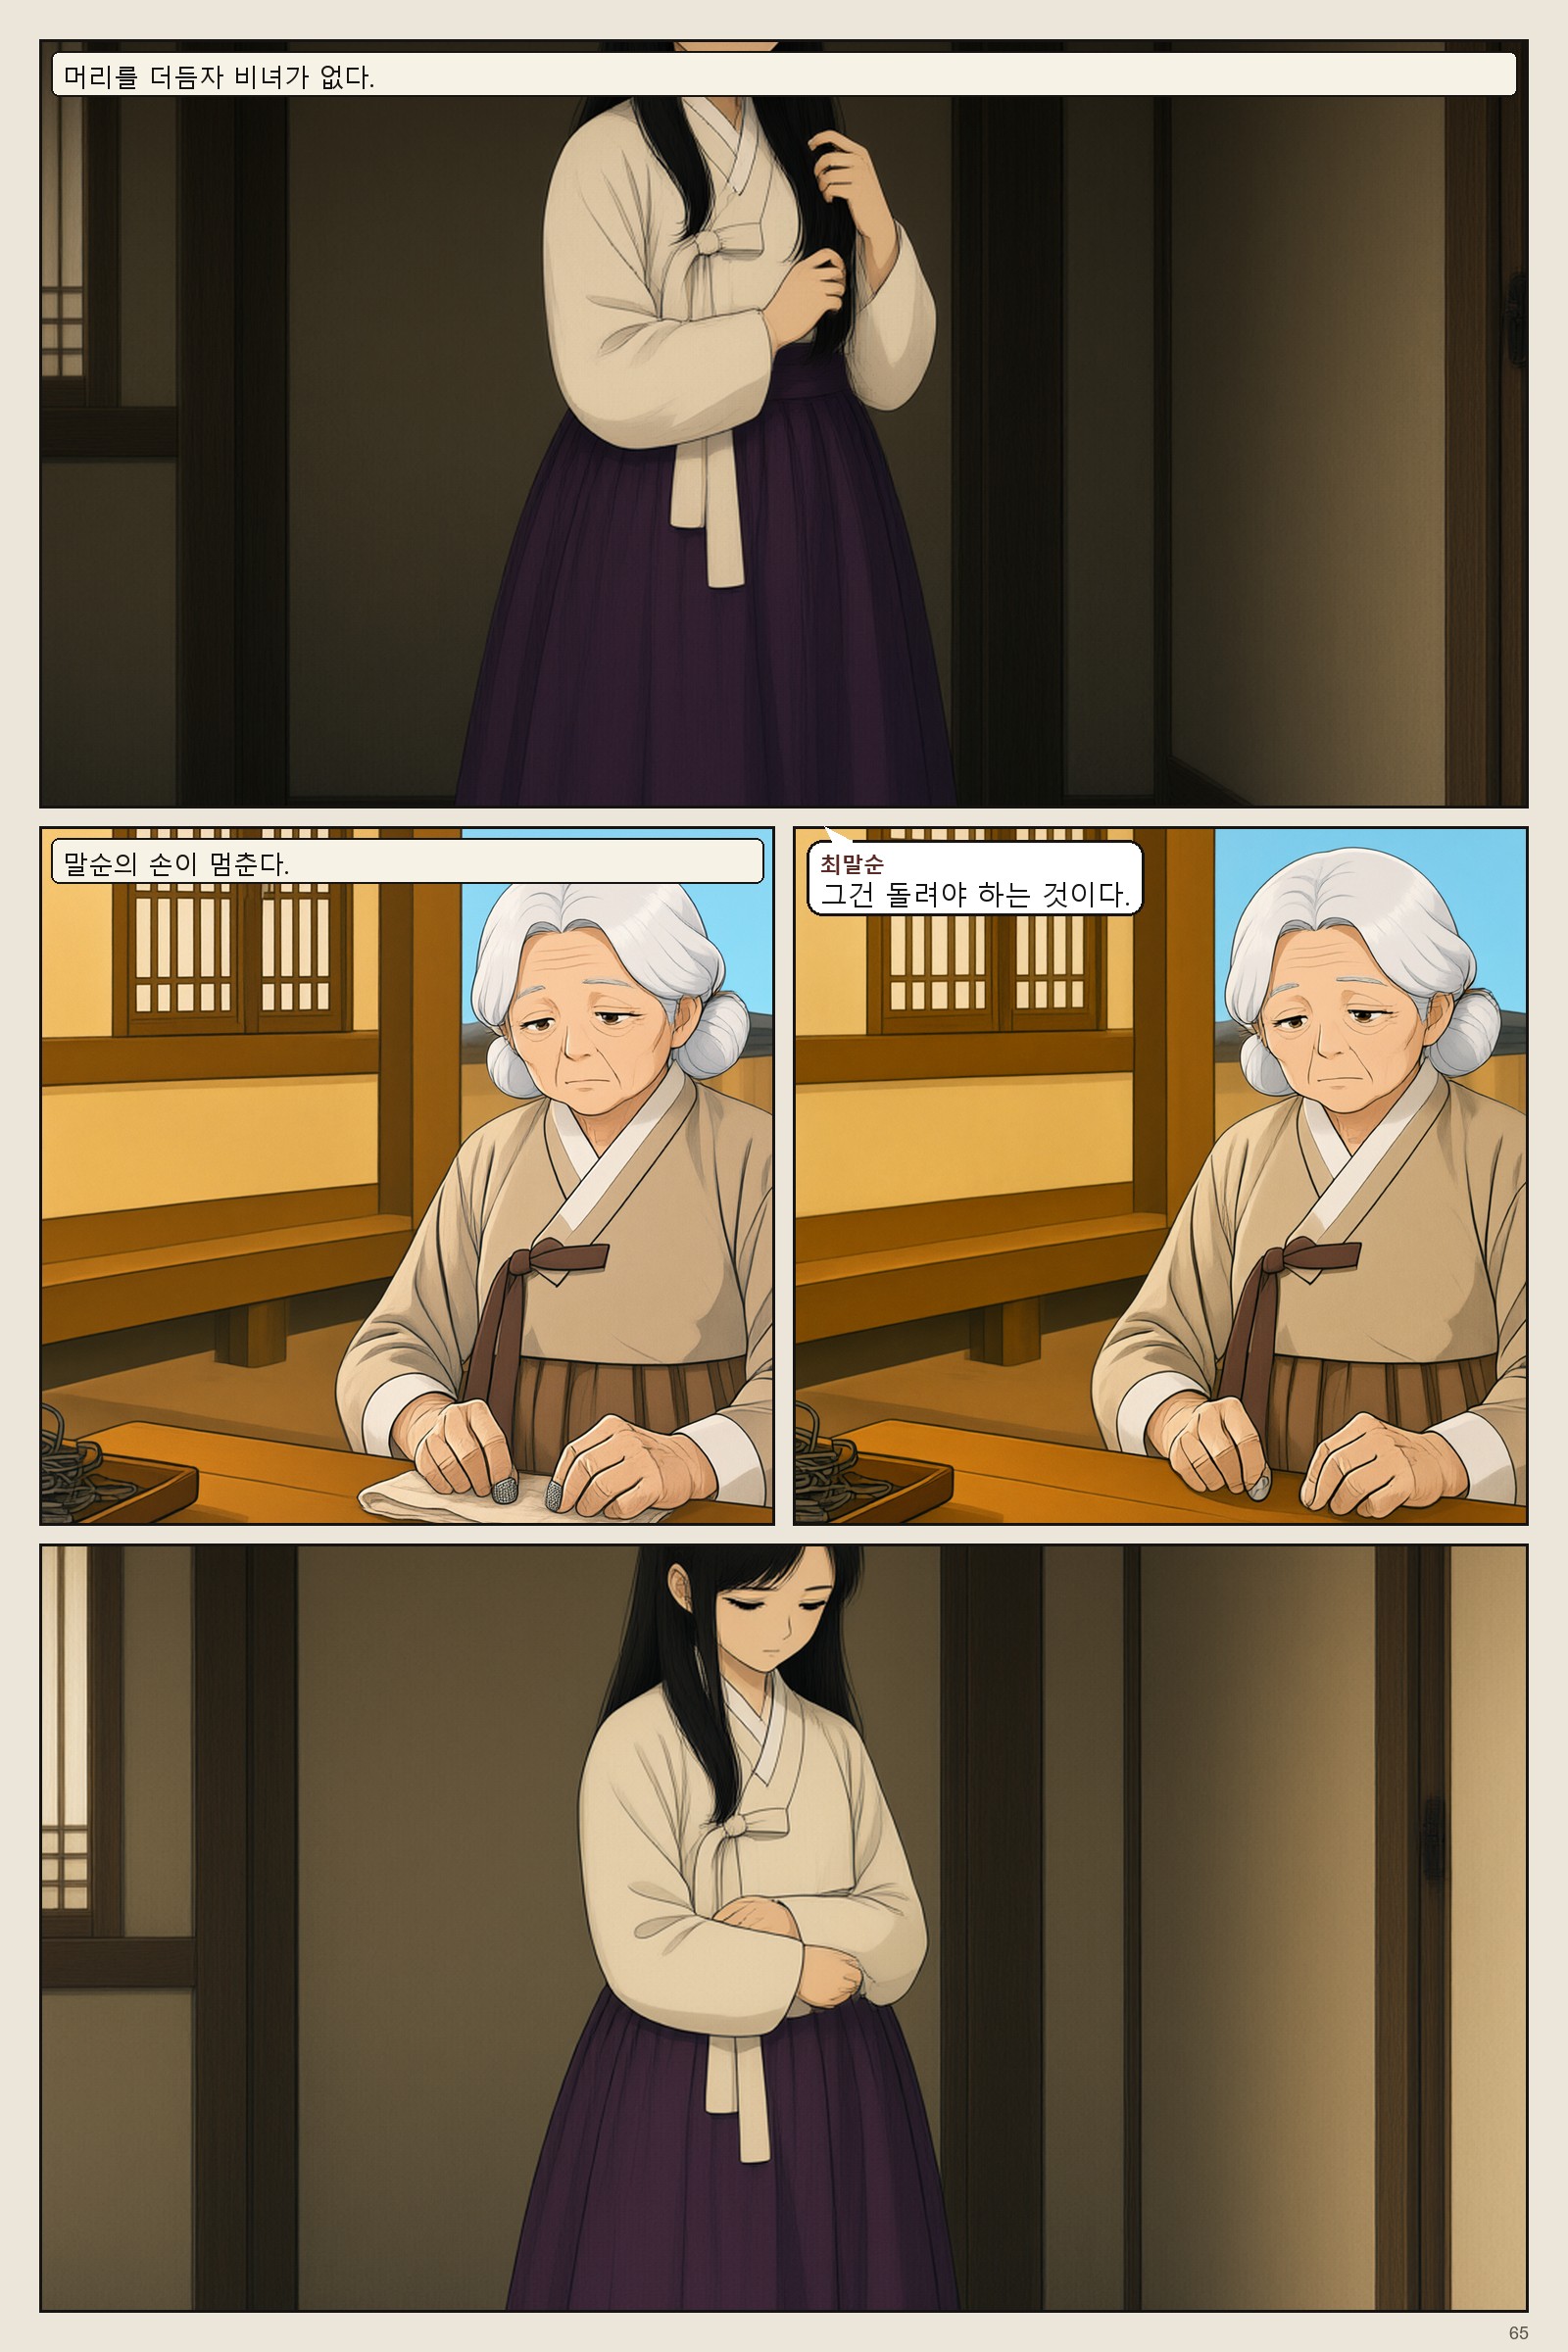 머리를 더듬자 비녀가 없다.
말순의 손이 멈춘다.
최말순
그건 돌려야 하는 것이다.
65